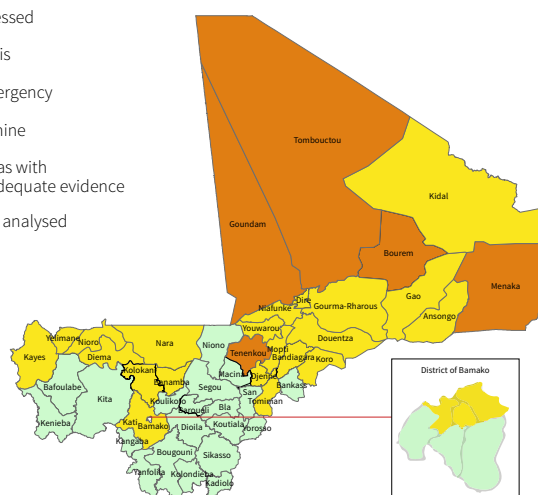 essed
is
ergency
nine
as with
dequate evidence
analysed
Tombouctou
Kidal
Goundam
Bourem
Menaka
Gao
Ansongo
Gourma-Rharous
Dire
Niafunke
Youwarou
Douentza
Mopti
Bandiagara
Koro
Tenenkou
Djenne
Bankass
Niono
Macina
San
Tominian
Segou
Bla
Nara
Kayes
Yelimane
Nioro
Diema
Kolokani
Banamba
Koulikoro
Baroueli
Bafoulabe
Kita
Kenieba
Kati
Bamako
Kangaba
Dioila
Koutiala
Yorosso
Bougouni
Sikasso
Yanfolila
Kolondieba
Kadiolo
District of Bamako